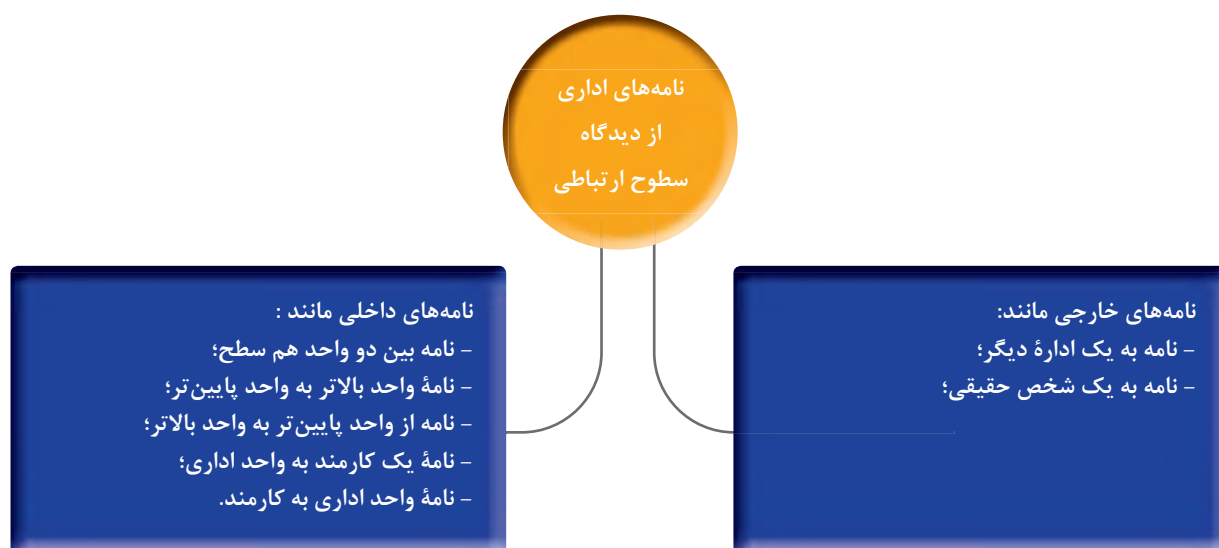 نامه‌های اداری
از دیدگاه
سطوح ارتباطی
نامه‌های خارجی مانند:
– نامه به یک ادارهٔ دیگر؛
– نامه به یک شخص حقیقی؛
نامه‌های داخلی مانند :
– نامه بین دو واحد هم سطح؛
– نامهٔ واحد بالاتر به واحد پایین‌تر؛
– نامه از واحد پایین‌تر به واحد بالاتر؛
– نامهٔ یک کارمند به واحد اداری؛
– نامهٔ واحد اداری به کارمند.